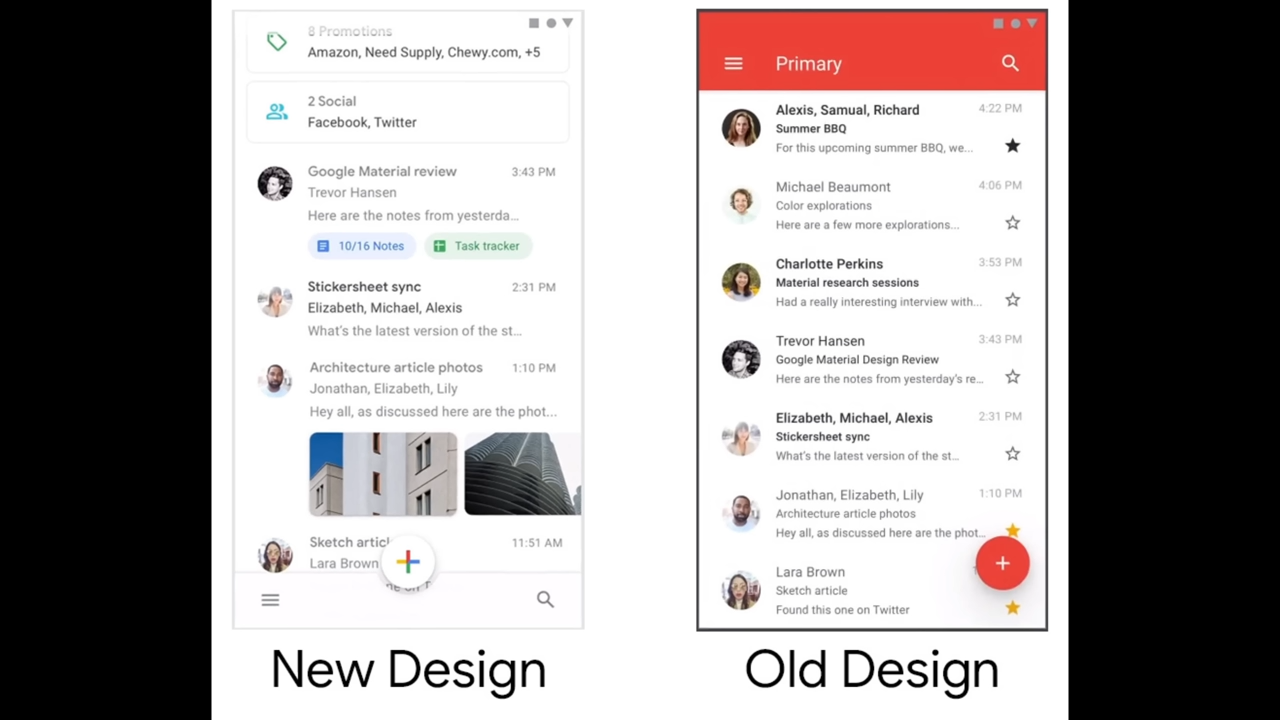 8 Promotions
Amazon, Need Supply, Chewy.com, +5
2 Social
Facebook, Twitter
Google Material review 3:43 PM
Trevor Hansen
Here are the notes from yesterda…
10/16 Notes Task tracker
Stickersheet sync 2:31 PM
Elizabeth, Michael, Alexis
What's the latest version of the st…
Architecture article photos 1:10 PM
Jonathan, Elizabeth, Lily
Hey all, as discussed here are the phot…
Sketch 11:51 AM
Lara Brown
New Design
Primary
Alexis, Samual, Richard 4:22 PM
Summer BBQ
For this upcoming summer BBQ, we…
Michael Beaumont 4:06 PM
Color explorations
Here are a few more explorations…
Charlotte Perkins 3:53 PM
Material research sessions
Had a really interesting interview with…
Trevor Hansen 3:43 PM
Google Material Design Review
Here are the notes from yesterday's re…
Elizabeth, Michael, Alexis 2:31 PM
Stickersheet sync
What's the latest version of the st…
Jonathan, Elizabeth, Lily 1:10 PM
Architecture article photos
Hey all, as discussed here are the phot…
Lara Brown
Sketch article
Found this one on Twitter
Old Design